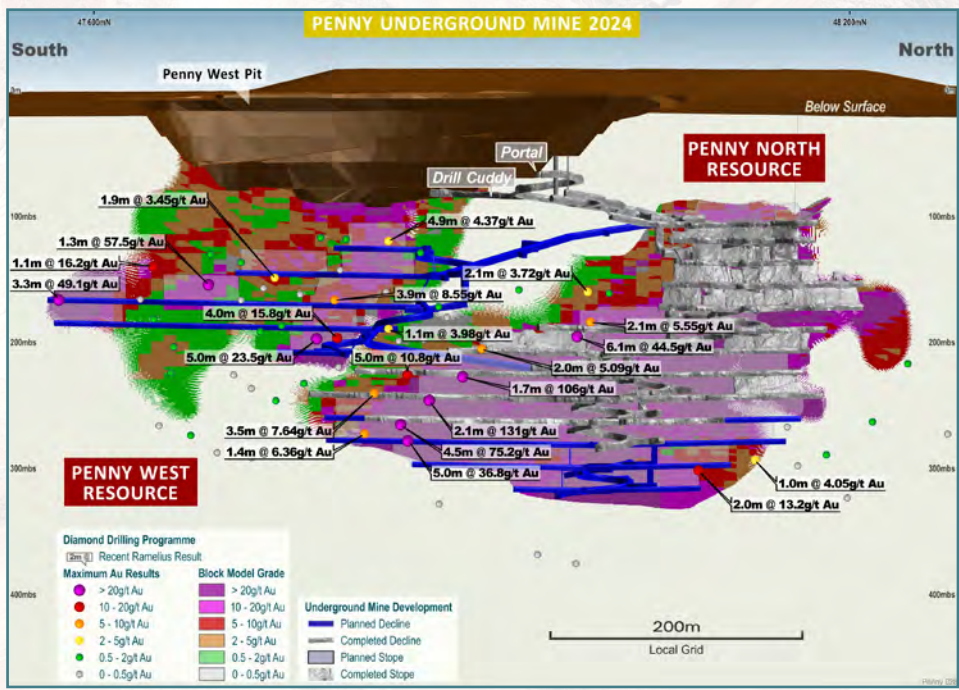 47 600mN
PENNY UNDERGROUND MINE 2024
48 200mN
South
North
Penny West Pit
0m
0m
Below Surface
Portal
Drill Cuddy
PENNY NORTH
RESOURCE
100mbs
100mbs
1.9m @ 3.45g/t Au
4.9m @ 4.37g/t Au
1.3m @ 57.5g/t Au
1.1m @ 16.2g/t Au
2.1m @ 3.72g/t Au
3.3m @ 49.1g/t Au
3.9m @ 8.55g/t Au
4.0m @ 15.8g/t Au
2.1m @ 5.55g/t Au
1.1m @ 3.98g/t Au
200mbs
200mbs
6.1m @ 44.5g/t Au
5.0m @ 23.5g/t Au
5.0m @ 10.8g/t Au
2.0m @ 5.09g/t Au
1.7m @ 106g/t Au
3.5m @ 7.64g/t Au
2.1m @ 131g/t Au
1.4m @ 6.36g/t Au
4.5m @ 75.2g/t Au
PENNY WEST
RESOURCE
5.0m @ 36.8g/t Au
300mbs
300mbs
1.0m @ 4.05g/t Au
2.0m @ 13.2g/t Au
Diamond Drilling Programme
2m @ Recent Ramelius Result
Maximum Au Results
> 20g/t Au
10 - 20g/t Au
5 - 10g/t Au
2 - 5g/t Au
0.5 - 2g/t Au
0 - 0.5g/t Au
Block Model Grade
> 20g/t Au
10 - 20g/t Au
5 - 10g/t Au
2 - 5g/t Au
0.5 - 2g/t Au
0 - 0.5g/t Au
Underground Mine Development
Planned Decline
Completed Decline
Planned Stope
Completed Stope
400mbs
400mbs
200m
Local Grid